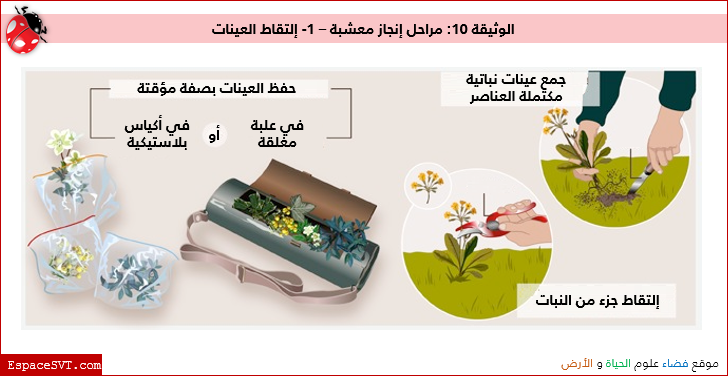 الوثيقة 10: مراحل إنجاز معشبة – 1- إلتقاط العينات
جمع عينات نباتية
مكتملة العناصر
إلتقاط جزء من النبات
حفظ العينات بصفة مؤقتة
في علبة
مغلقة
أو
في أكياس
بلاستيكية
موقع فضاء علوم الحياة و الأرض
EspaceSVT.com